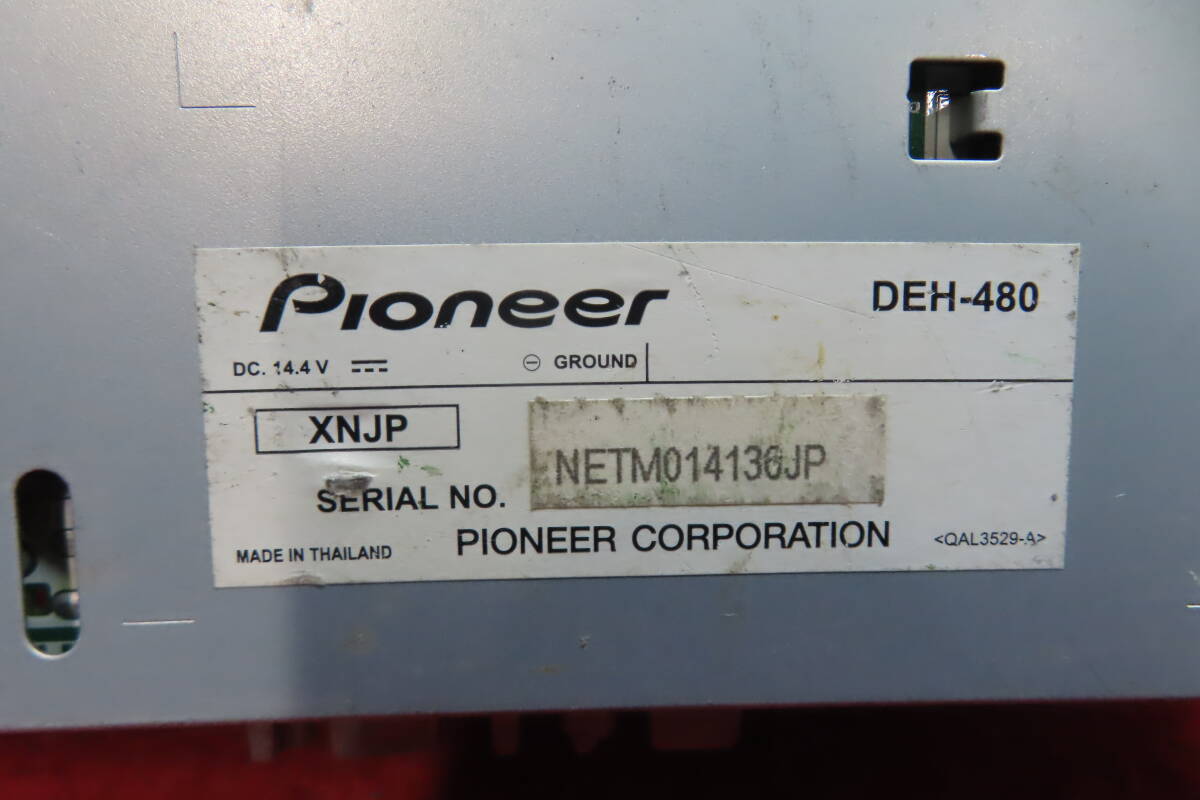 Pioneer
DEH-480
DC. 14.4 V ⎓ ⊖ GROUND
XNJP
SERIAL NO. NETM014136JP
MADE IN THAILAND PIONEER CORPORATION <QAL3529-A>